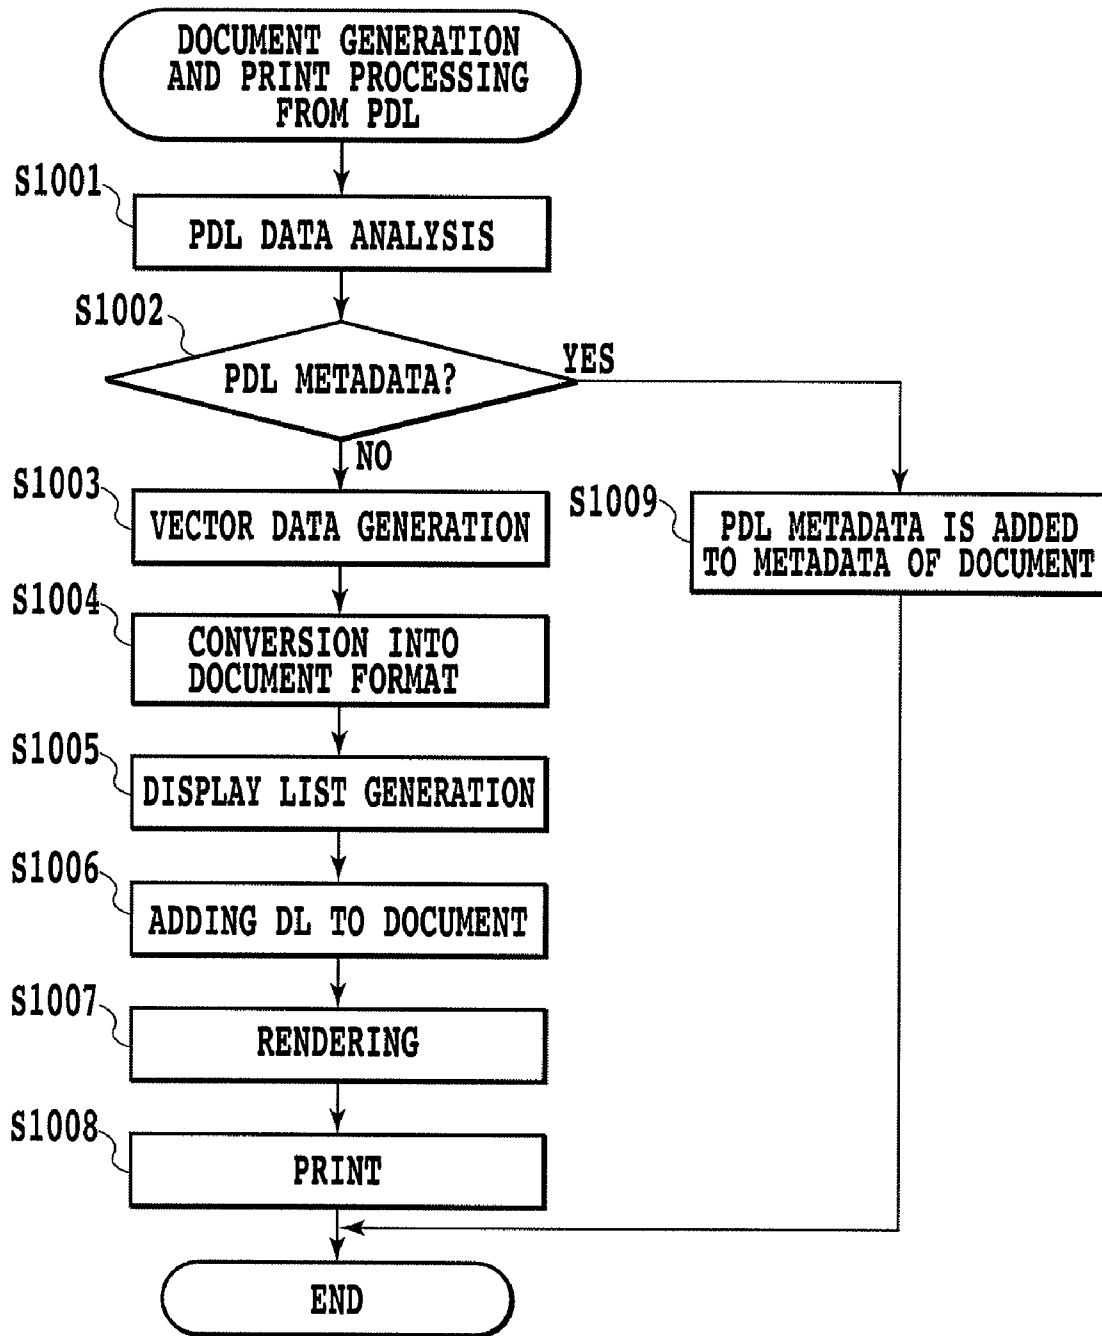 DOCUMENT GENERATION
AND PRINT PROCESSING
FROM PDL
S1001
PDL DATA ANALYSIS
S1002
PDL METADATA?
YES
NO
S1003
VECTOR DATA GENERATION
S1009
PDL METADATA IS ADDED
TO METADATA OF DOCUMENT
S1004
CONVERSION INTO
DOCUMENT FORMAT
S1005
DISPLAY LIST GENERATION
S1006
ADDING DL TO DOCUMENT
S1007
RENDERING
S1008
PRINT
END